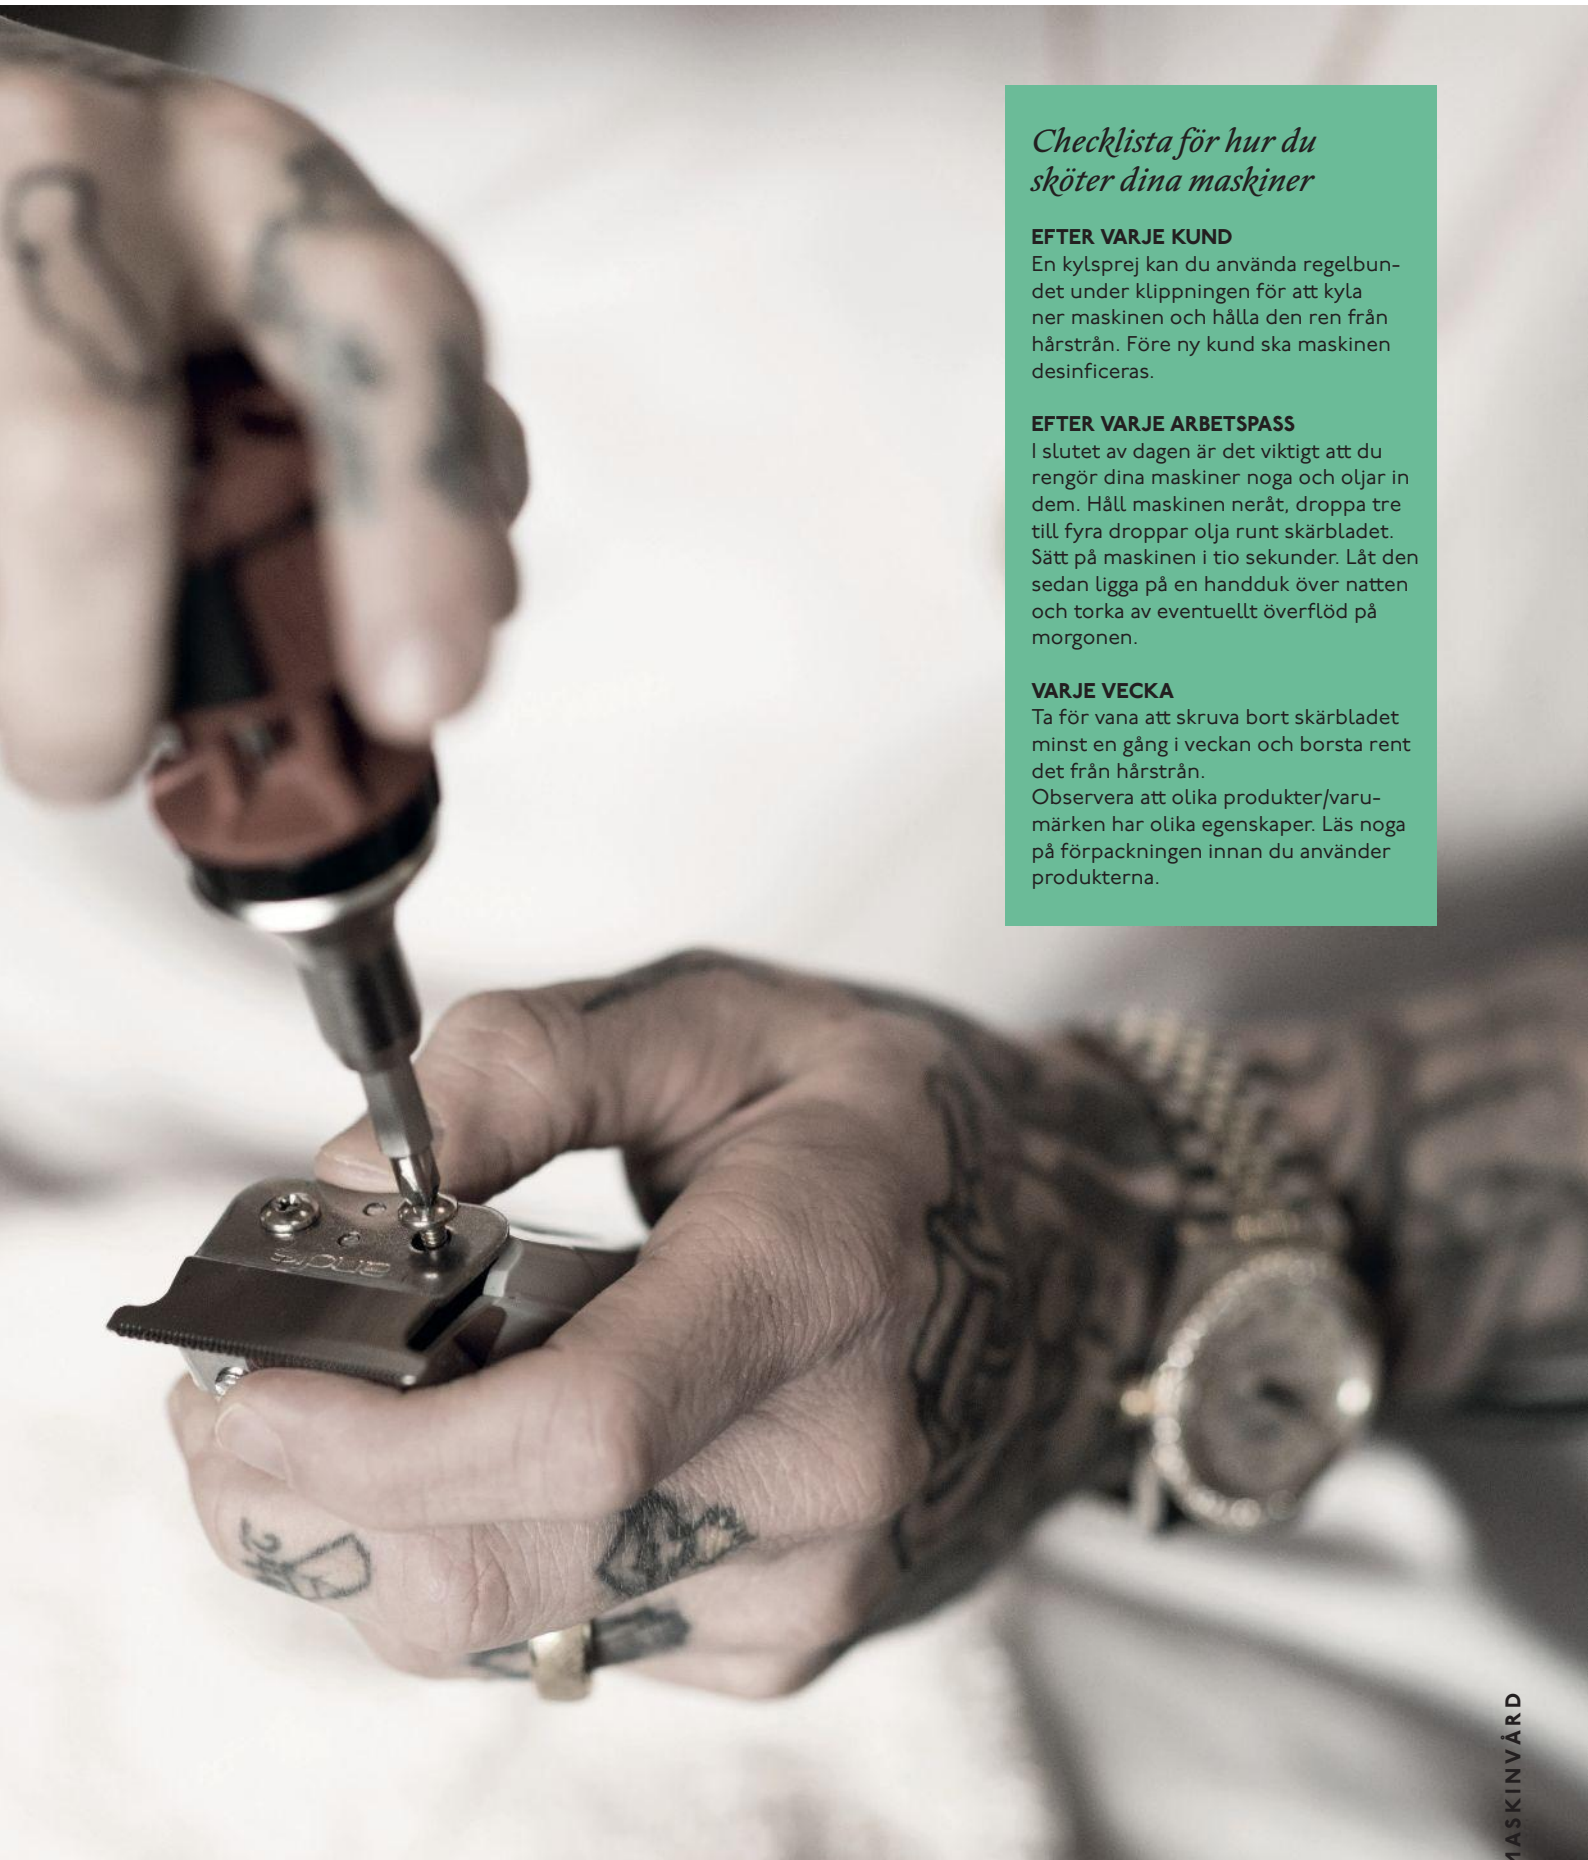 Checklista för hur du
sköter dina maskiner
EFTER VARJE KUND
En kylsprej kan du använda regelbun-
det under klippningen för att kyla
ner maskinen och hålla den ren från
hårstrån. Före ny kund ska maskinen
desinficeras.
EFTER VARJE ARBETSPASS
I slutet av dagen är det viktigt att du
rengör dina maskiner noga och oljar in
dem. Håll maskinen neråt, droppa tre
till fyra droppar olja runt skärbladet.
Sätt på maskinen i tio sekunder. Låt den
sedan ligga på en handduk över natten
och torka av eventuellt överflöd på
morgonen.
VARJE VECKA
Ta för vana att skruva bort skärbladet
minst en gång i veckan och borsta rent
det från hårstrån.
Observera att olika produkter/varu-
märken har olika egenskaper. Läs noga
på förpackningen innan du använder
produkterna.
andis
MASKINVÅRD